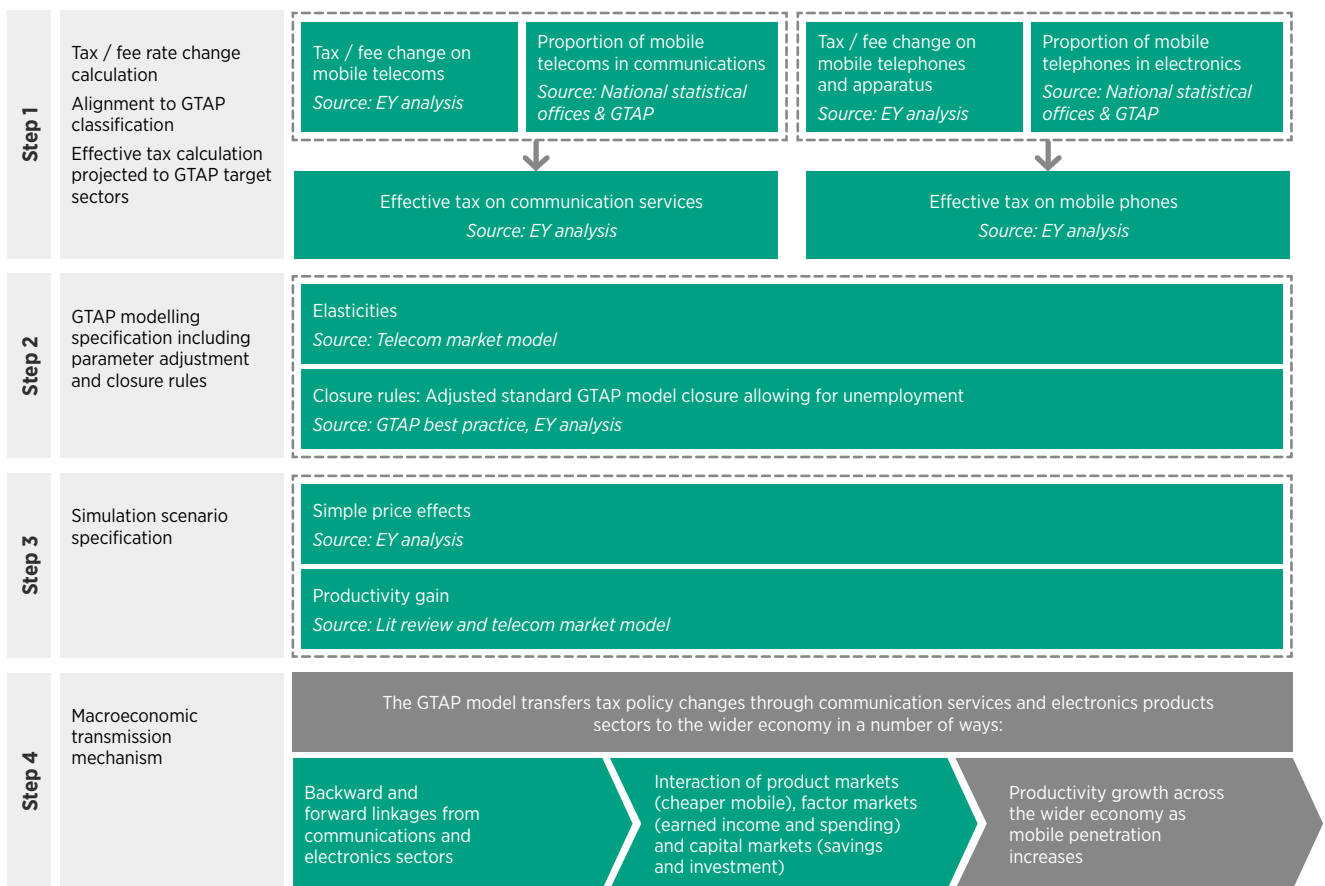 Step 1
Tax / fee rate change
calculation
Alignment to GTAP
classification
Effective tax calculation
projected to GTAP target
sectors
Tax / fee change on
mobile telecoms
Source: EY analysis
Proportion of mobile
telecoms in communications
Source: National statistical
offices & GTAP
Tax / fee change on
mobile telephones
and apparatus
Source: EY analysis
Proportion of mobile
telephones in electronics
Source: National statistical
offices & GTAP
Effective tax on communication services
Source: EY analysis
Effective tax on mobile phones
Source: EY analysis
Step 2
GTAP modelling
specification including
parameter adjustment
and closure rules
Elasticities
Source: Telecom market model
Closure rules: Adjusted standard GTAP model closure allowing for unemployment
Source: GTAP best practice, EY analysis
Step 3
Simulation scenario
specification
Simple price effects
Source: EY analysis
Productivity gain
Source: Lit review and telecom market model
Step 4
Macroeconomic
transmission
mechanism
The GTAP model transfers tax policy changes through communication services and electronics products
sectors to the wider economy in a number of ways:
Backward and
forward linkages from
communications and
electronics sectors
Interaction of product markets
(cheaper mobile), factor markets
(earned income and spending)
and capital markets (savings
and investment)
Productivity growth across
the wider economy as
mobile penetration
increases